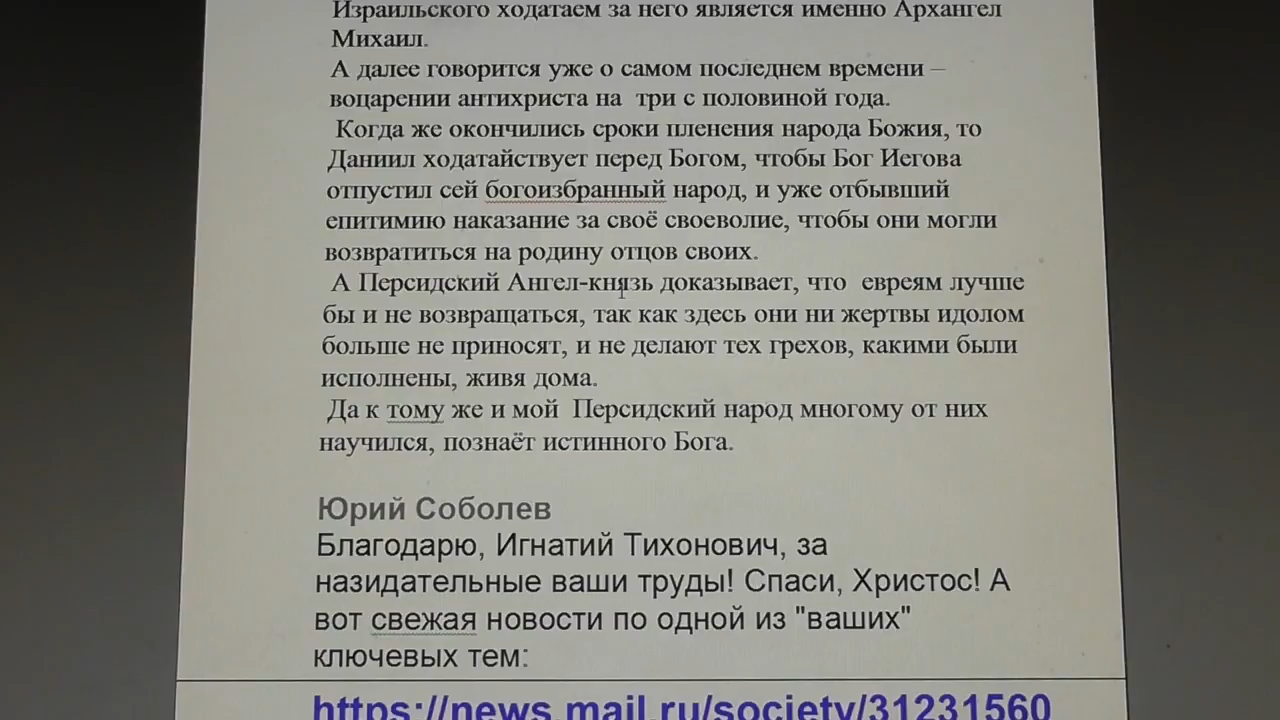 Израильского ходатаем за него является именно Архангел
Михаил.
А далее говорится уже о самом последнем времени –
воцарении антихриста на  три с половиной года.
Когда же окончились сроки пленения народа Божия, то
Даниил ходатайствует перед Богом, чтобы Бог Иегова
отпустил сей богоизбранный народ, и уже отбывший
епитимию наказание за своё своеволие, чтобы они могли
возвратиться на родину отцов своих.
А Персидский Ангел-князь доказывает, что  евреям лучше
бы и не возвращаться, так как здесь они ни жертвы идолом
больше не приносят, и не делают тех грехов, какими были
исполнены, живя дома.
Да к тому же и мой  Персидский народ многому от них
научился, познаёт истинного Бога.
Юрий Соболев
Благодарю, Игнатий Тихонович, за
назидательные ваши труды! Спаси, Христос! А
вот свежая новости по одной из "ваших"
ключевых тем:
https://news.mail.ru/society/31231560